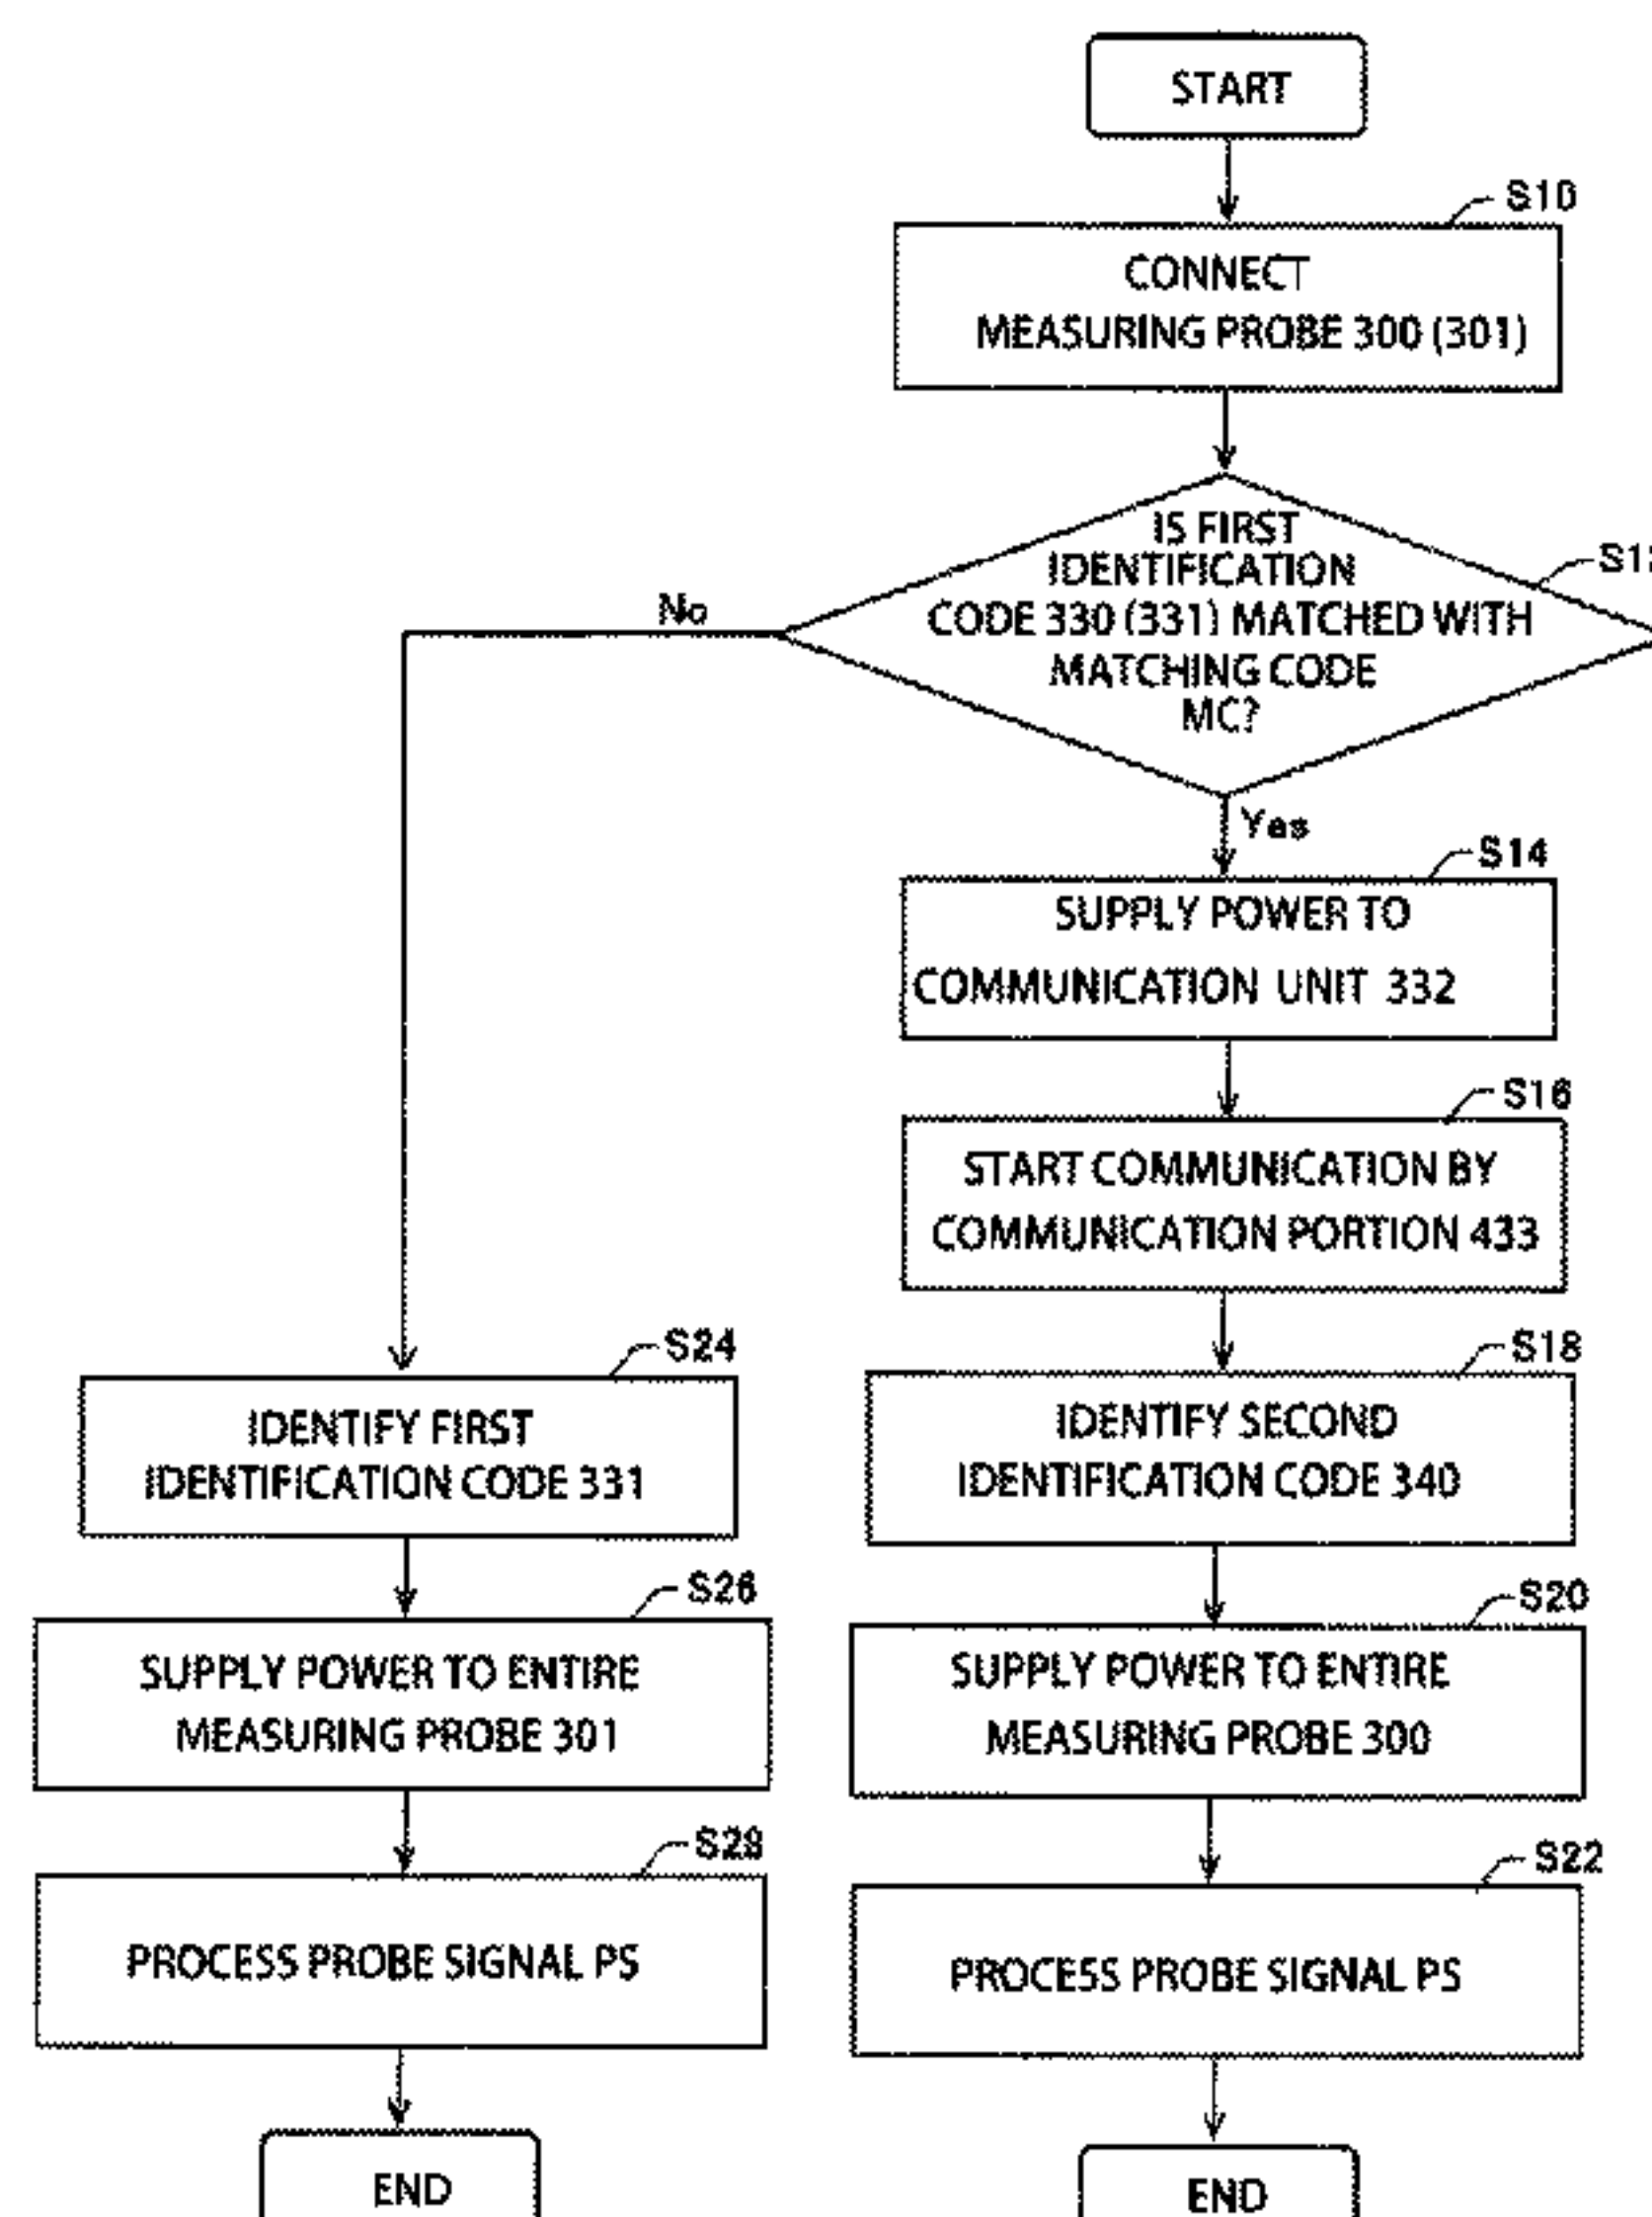 START
S10
CONNECT
MEASURING PROBE 300 (301)
IS FIRST
IDENTIFICATION
CODE 330 (331) MATCHED WITH
MATCHING CODE
MC?
No
Yes
S14
SUPPLY POWER TO
COMMUNICATION UNIT 332
S16
START COMMUNICATION BY
COMMUNICATION PORTION 433
S24
IDENTIFY FIRST
IDENTIFICATION CODE 331
S18
IDENTIFY SECOND
IDENTIFICATION CODE 340
S26
SUPPLY POWER TO ENTIRE
MEASURING PROBE 301
S20
SUPPLY POWER TO ENTIRE
MEASURING PROBE 300
S28
PROCESS PROBE SIGNAL PS
S22
PROCESS PROBE SIGNAL PS
END
END